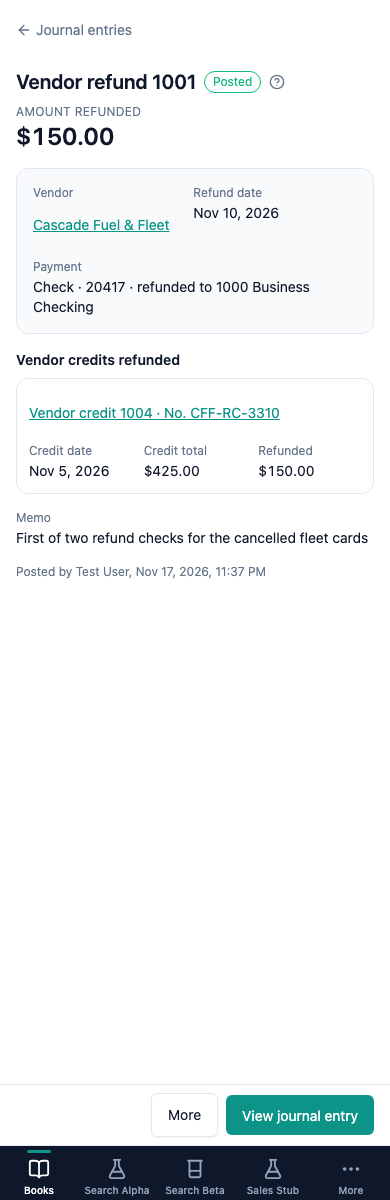 Journal entries
Vendor refund 1001 Posted
AMOUNT REFUNDED
$150.00
Vendor
Cascade Fuel & Fleet
Refund date
Nov 10, 2026
Payment
Check · 20417 · refunded to 1000 Business
Checking
Vendor credits refunded
Vendor credit 1004 · No. CFF-RC-3310
Credit date
Nov 5, 2026
Credit total
$425.00
Refunded
$150.00
Memo
First of two refund checks for the cancelled fleet cards
Posted by Test User, Nov 17, 2026, 11:37 PM
More
View journal entry
Books
Search Alpha
Search Beta
Sales Stub
More